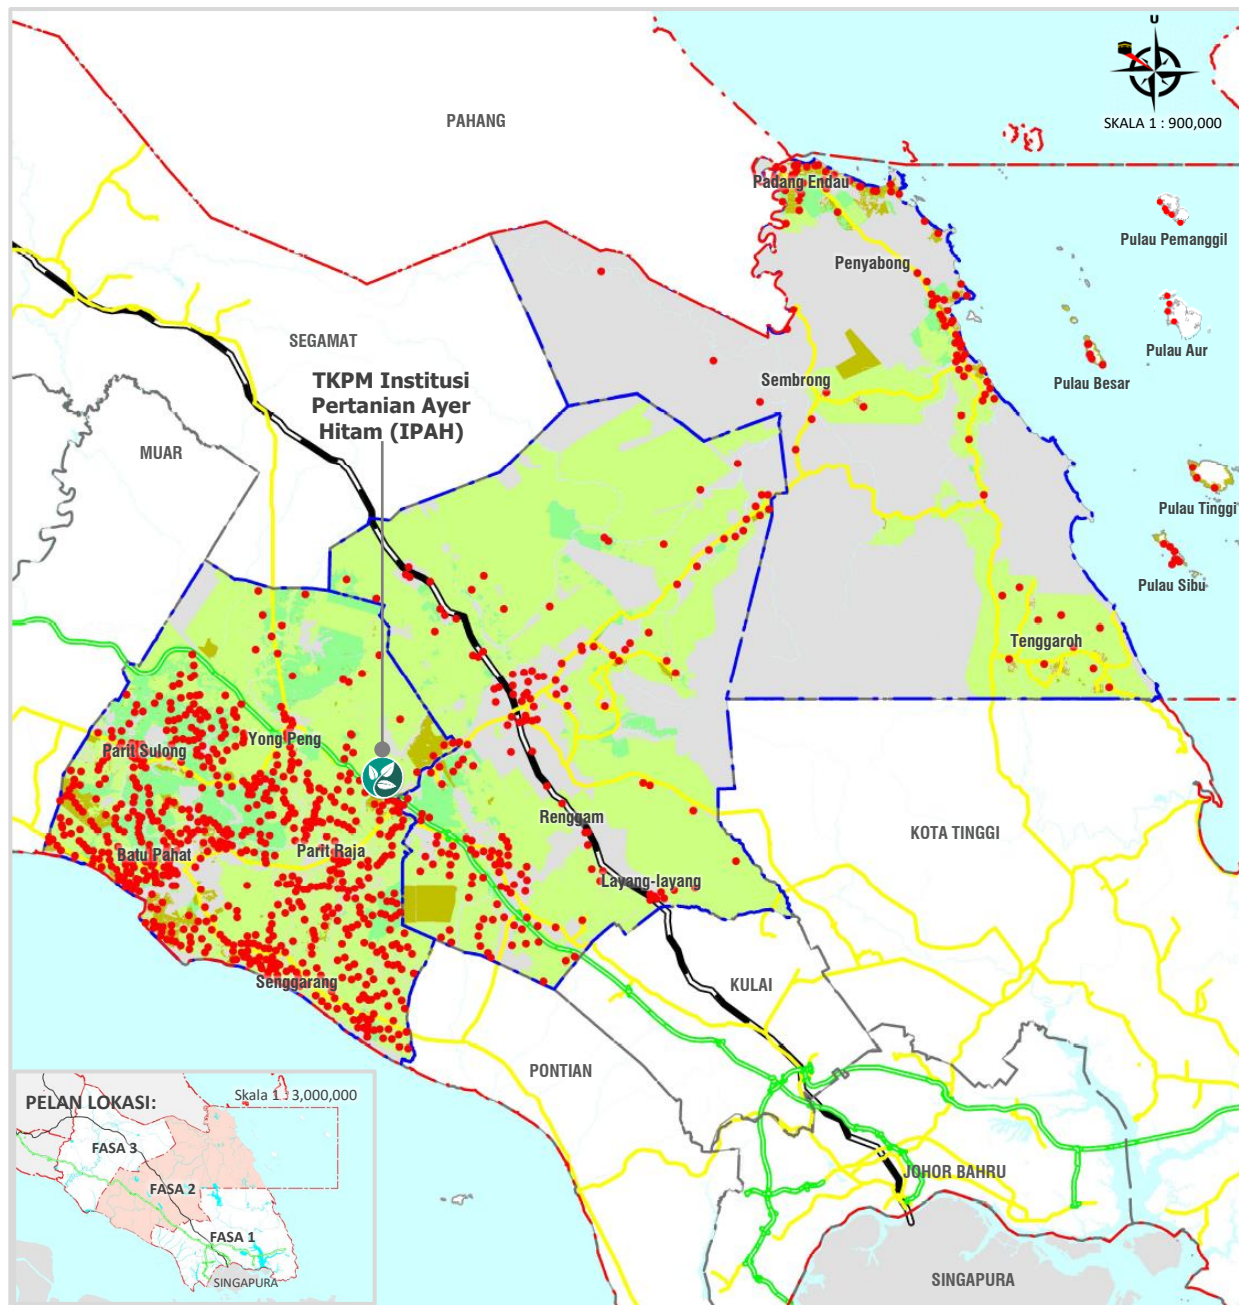 U
SKALA 1 : 900,000
PAHANG
Padang Endau
Pulau Pemanggil
Penyabong
SEGAMAT
Pulau Aur
TKPM Institusi
Pertanian Ayer
Hitam (IPAH)
Sembrong
Pulau Besar
MUAR
Pulau Tinggi
Pulau Sibu
Tenggaroh
Yong Peng
Parit Sulong
Renggam
KOTA TINGGI
Parit Raja
Batu Pahat
Layang-layang
Senggarang
KULAI
PONTIAN
PELAN LOKASI:
Skala 1 : 3,000,000
FASA 3
FASA 2
FASA 1
SINGAPURA
JOHOR BAHRU
SINGAPURA